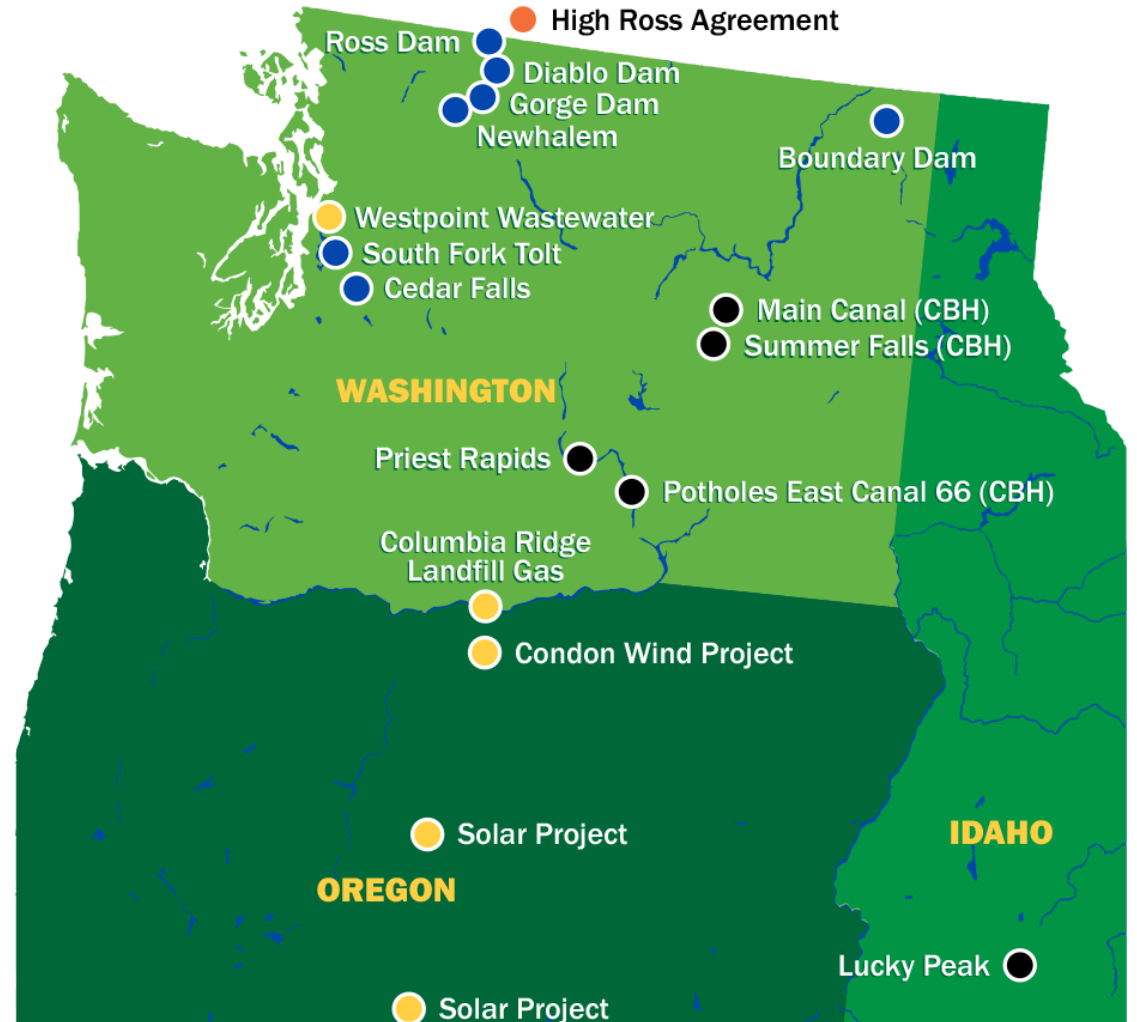 High Ross Agreement
Ross Dam
Diablo Dam
Gorge Dam
Newhalem
Boundary Dam
Westpoint Wastewater
South Fork Tolt
Cedar Falls
Main Canal (CBH)
Summer Falls (CBH)
WASHINGTON
Priest Rapids
Potholes East Canal 66 (CBH)
Columbia Ridge
Landfill Gas
Condon Wind Project
Solar Project
IDAHO
OREGON
Lucky Peak
Solar Project